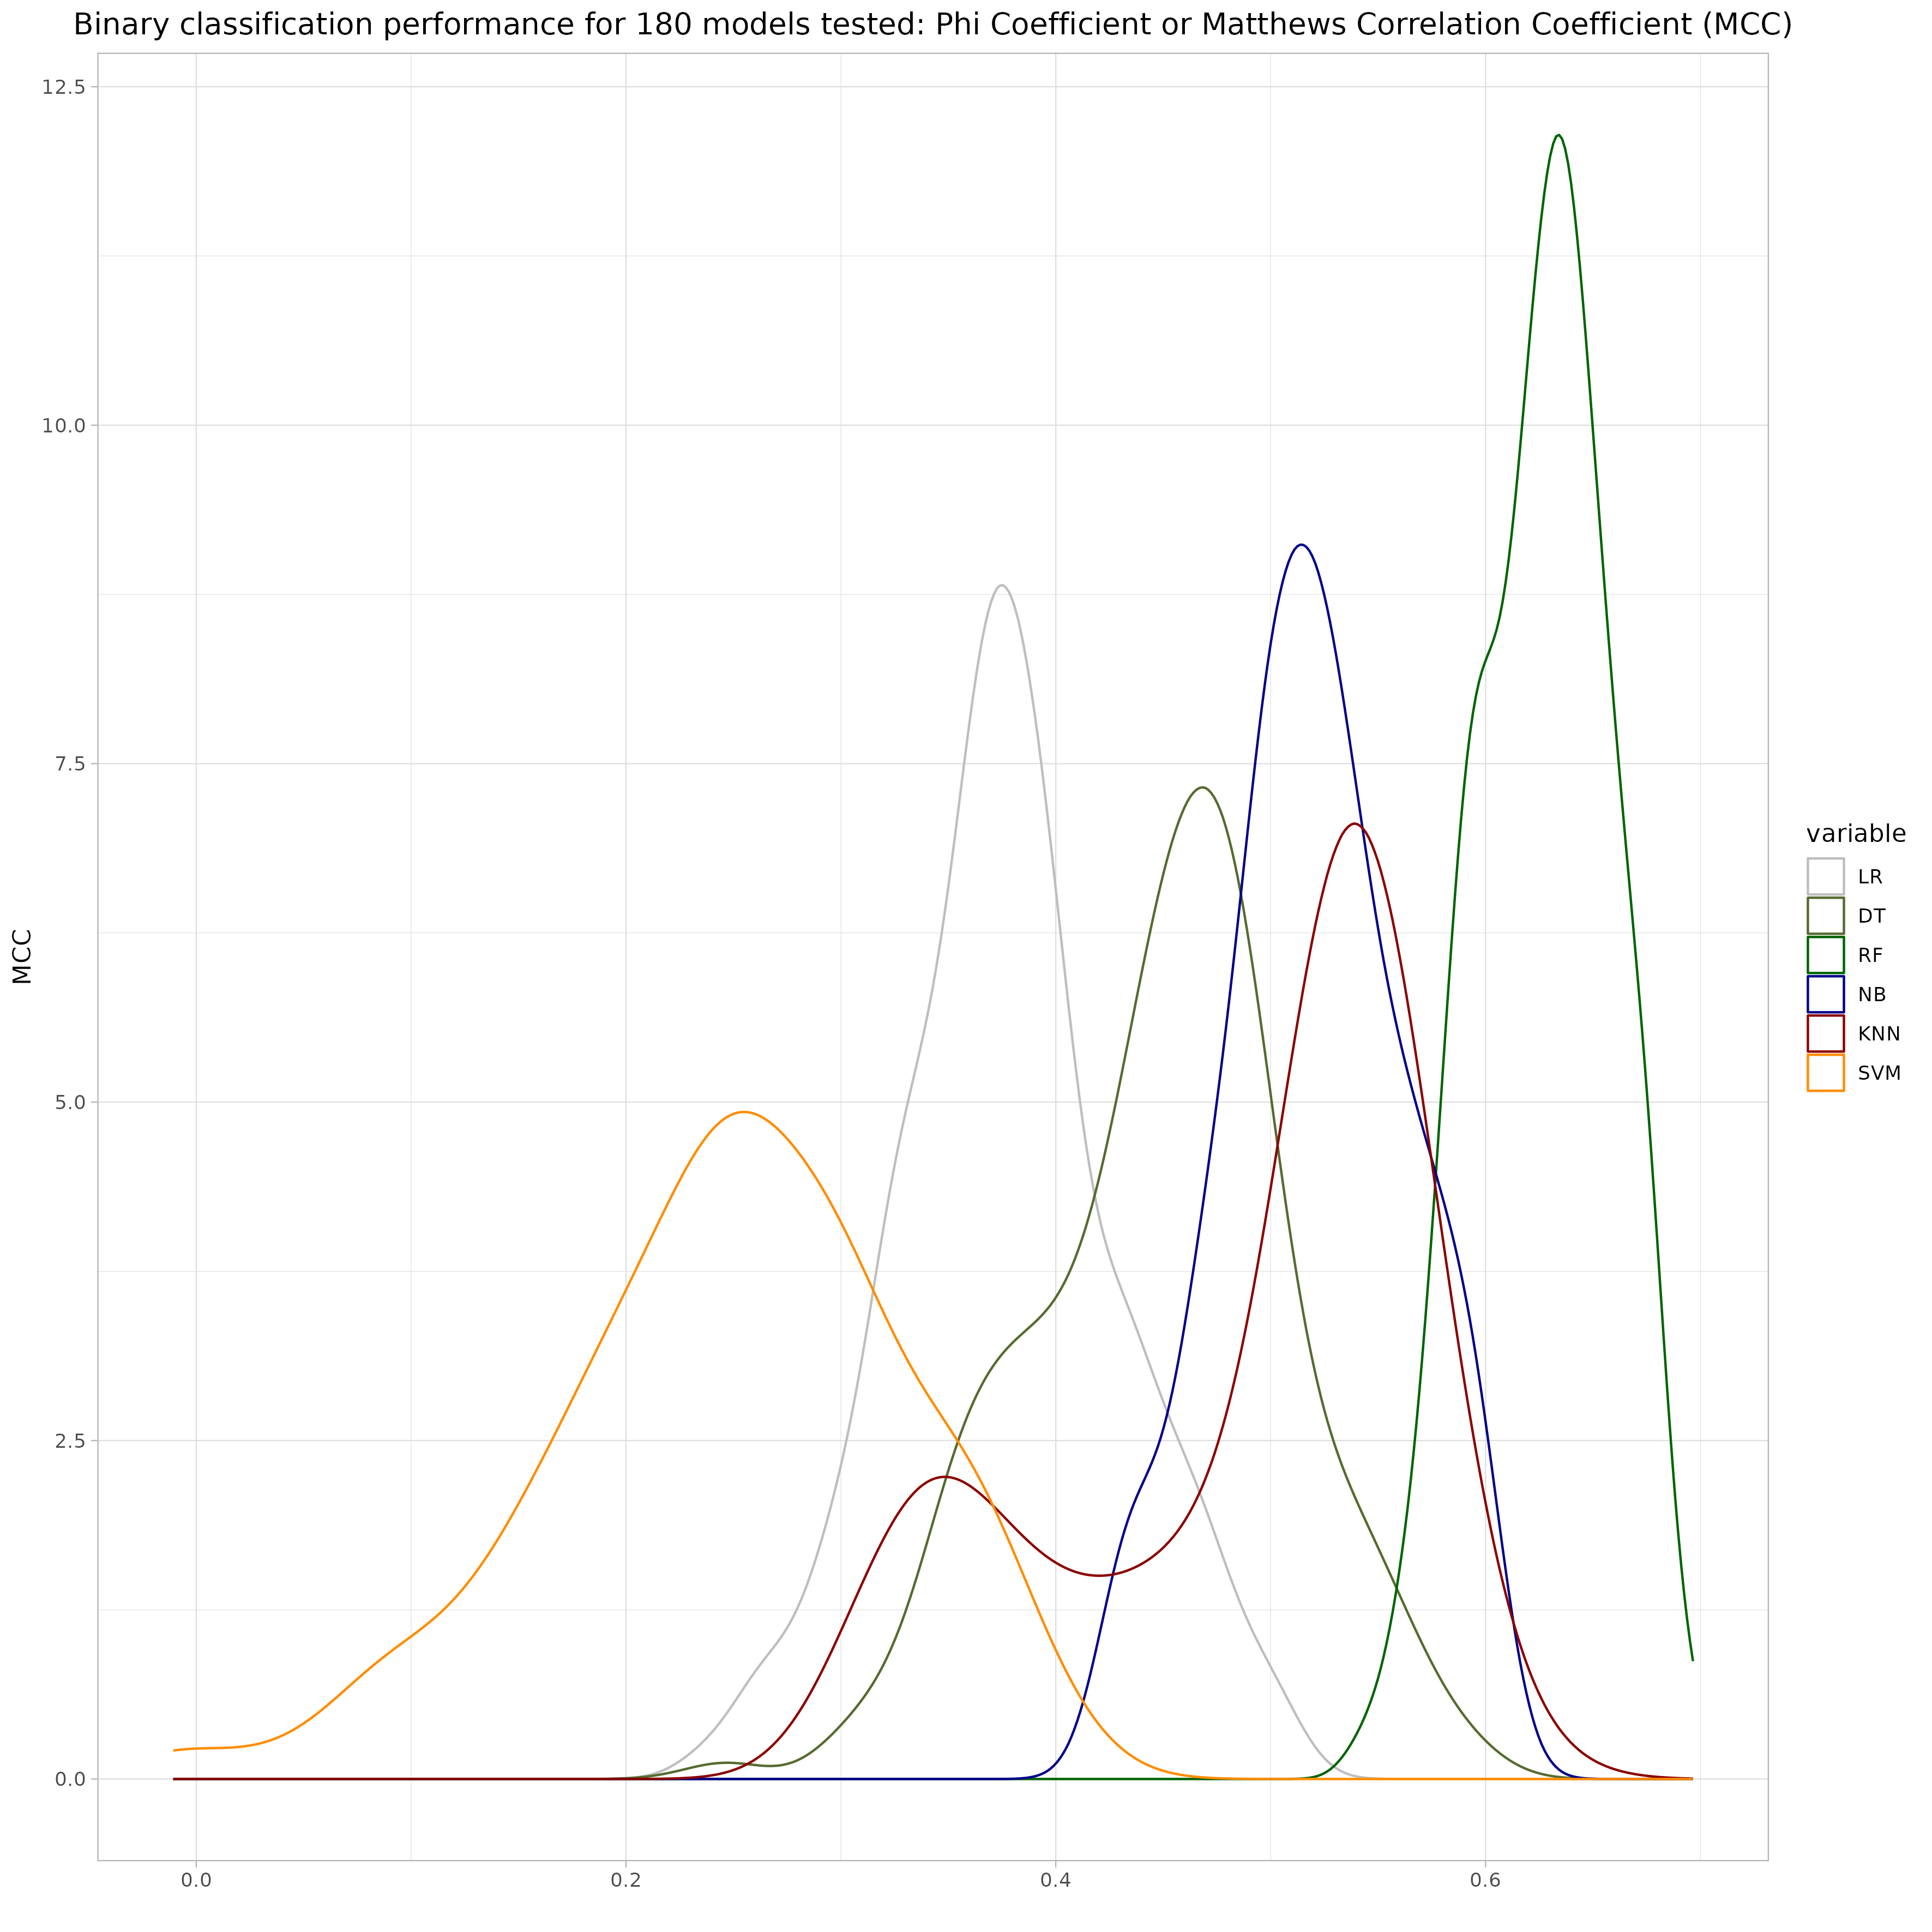 Binary classification performance for 180 models tested: Phi Coefficient or Matthews Correlation Coefficient (MCC)
12.5
10.0
7.5
5.0
2.5
0.0
MCC
0.0 0.2 0.4 0.6
variable
LR
DT
RF
NB
KNN
SVM